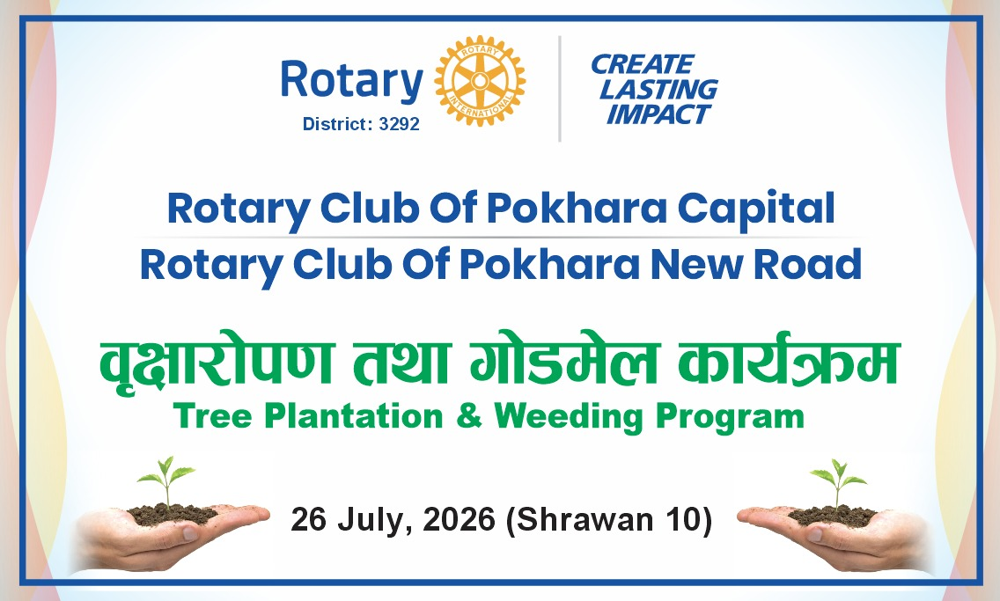 Rotary
District: 3292
ROTARY
INTERNATIONAL
CREATE
LASTING
IMPACT
Rotary Club Of Pokhara Capital
Rotary Club Of Pokhara New Road
वृक्षारोपण तथा गोडमेल कार्यक्रम
Tree Plantation & Weeding Program
26 July, 2026 (Shrawan 10)